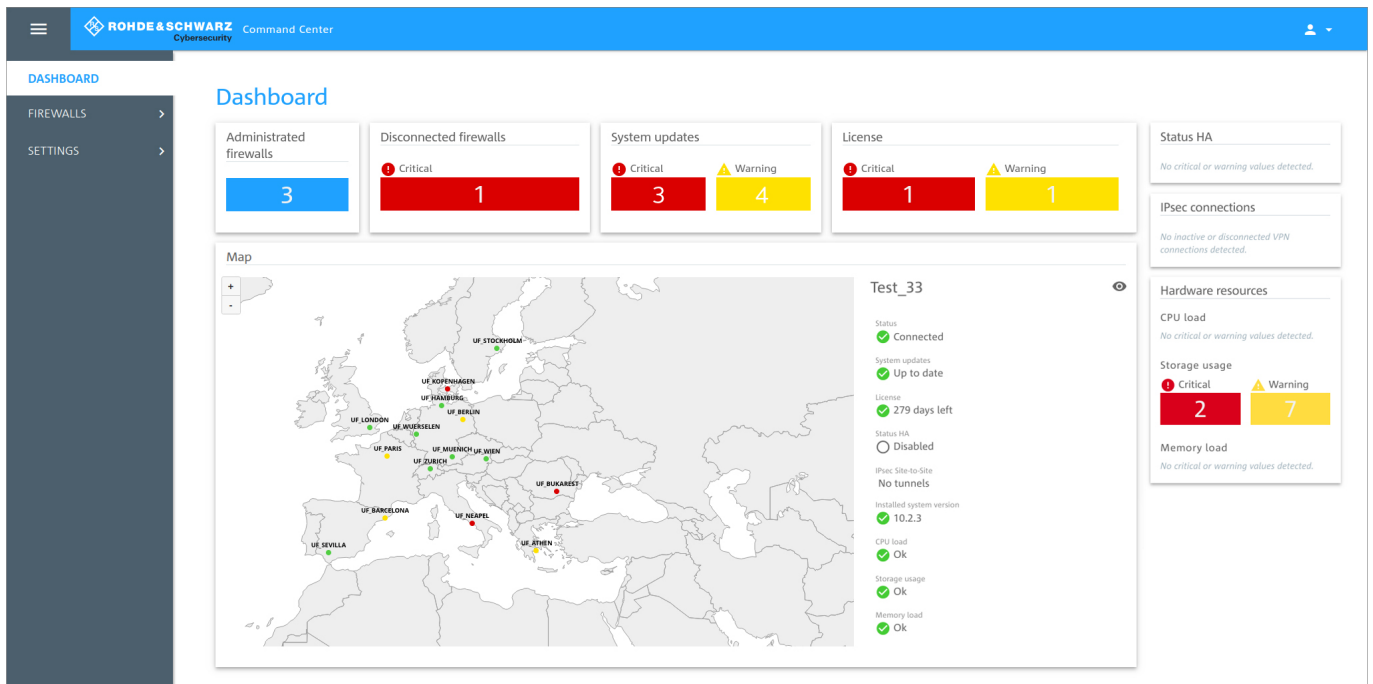 ROHDE&SCHWARZ
Cybersecurity
Command Center
DASHBOARD
FIREWALLS
SETTINGS
Dashboard
Administrated
firewalls
3
Disconnected firewalls
Critical
1
System updates
Critical
Warning
3
4
License
Critical
Warning
1
1
Map
+
-
UF_STOCKHOLM
UF_KOPENHAGEN
UF_HAMBURG
UF_BERLIN
UF_LONDON
UF_WUERSELEN
UF_PARIS
UF_MUENICH
UF_WIEN
UF_ZURICH
UF_BUKAREST
UF_BARCELONA
UF_NEAPEL
UF_ATHEN
UF_SEVILLA
Test_33
Status
Connected
System updates
Up to date
License
279 days left
Status HA
Disabled
IPsec Site-to-Site
No tunnels
Installed system version
10.2.3
CPU load
Ok
Storage usage
Ok
Memory load
Ok
Status HA
No critical or warning values detected.
IPsec connections
No inactive or disconnected VPN
connections detected.
Hardware resources
CPU load
No critical or warning values detected.
Storage usage
Critical
Warning
2
7
Memory load
No critical or warning values detected.